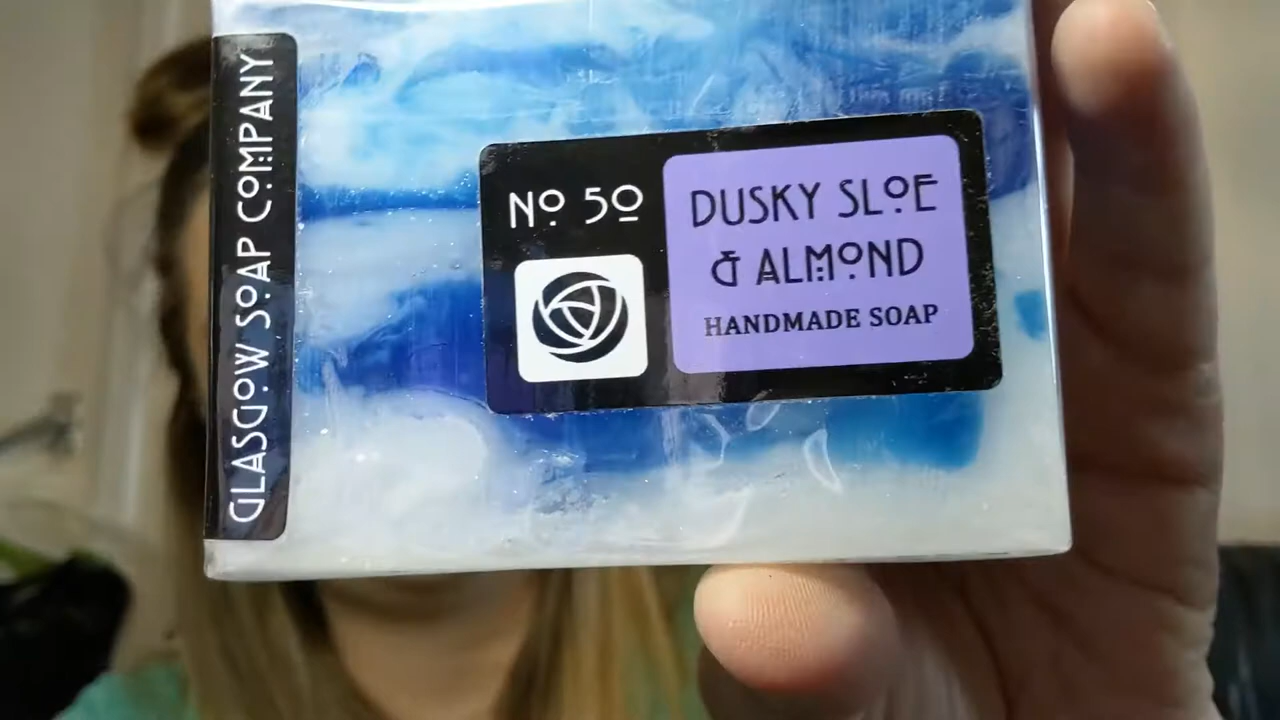 GLASGOW SOAP COMPANY
No 50
DUSKY SLOE
& ALMOND
HANDMADE SOAP